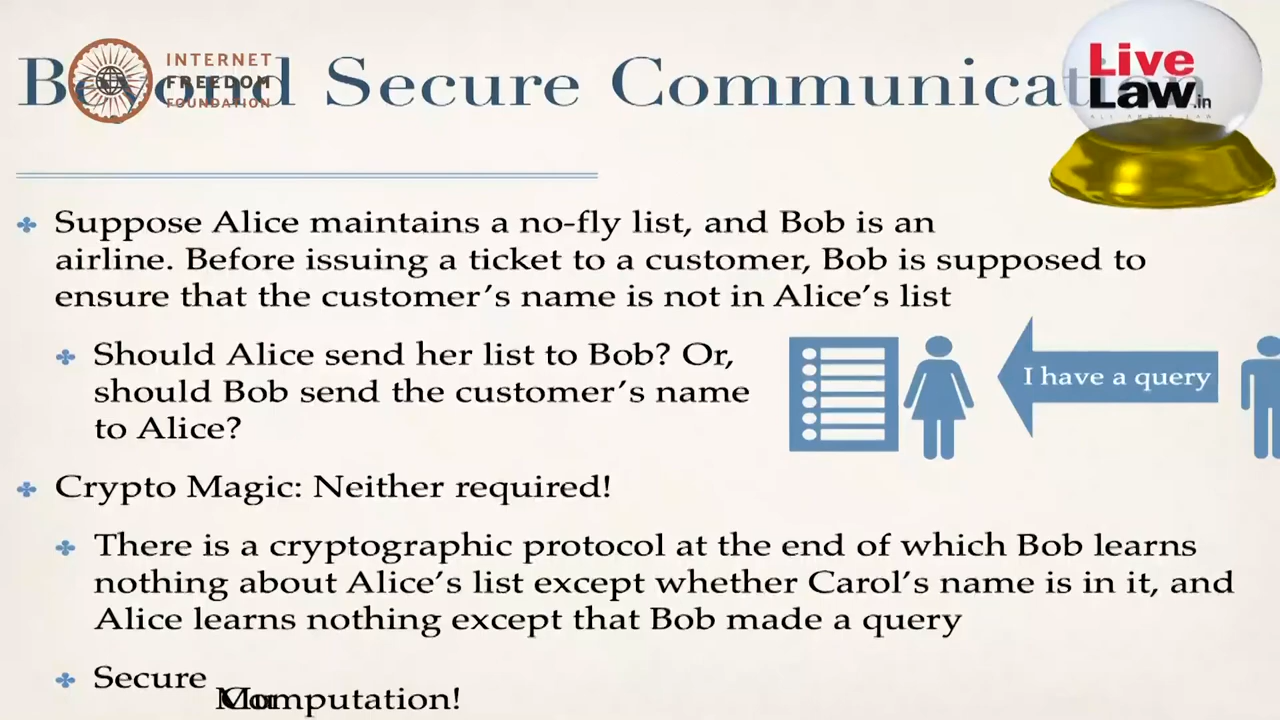 INTERNET
FREEDOM
FOUNDATION
Beyond Secure Communication
Live
Law.in
ALL ABOUT LAW
Suppose Alice maintains a no-fly list, and Bob is an
airline. Before issuing a ticket to a customer, Bob is supposed to
ensure that the customer's name is not in Alice's list
Should Alice send her list to Bob? Or,
should Bob send the customer's name
to Alice?
I have a query
Crypto Magic: Neither required!
There is a cryptographic protocol at the end of which Bob learns
nothing about Alice's list except whether Carol's name is in it, and
Alice learns nothing except that Bob made a query
Secure
Computation!